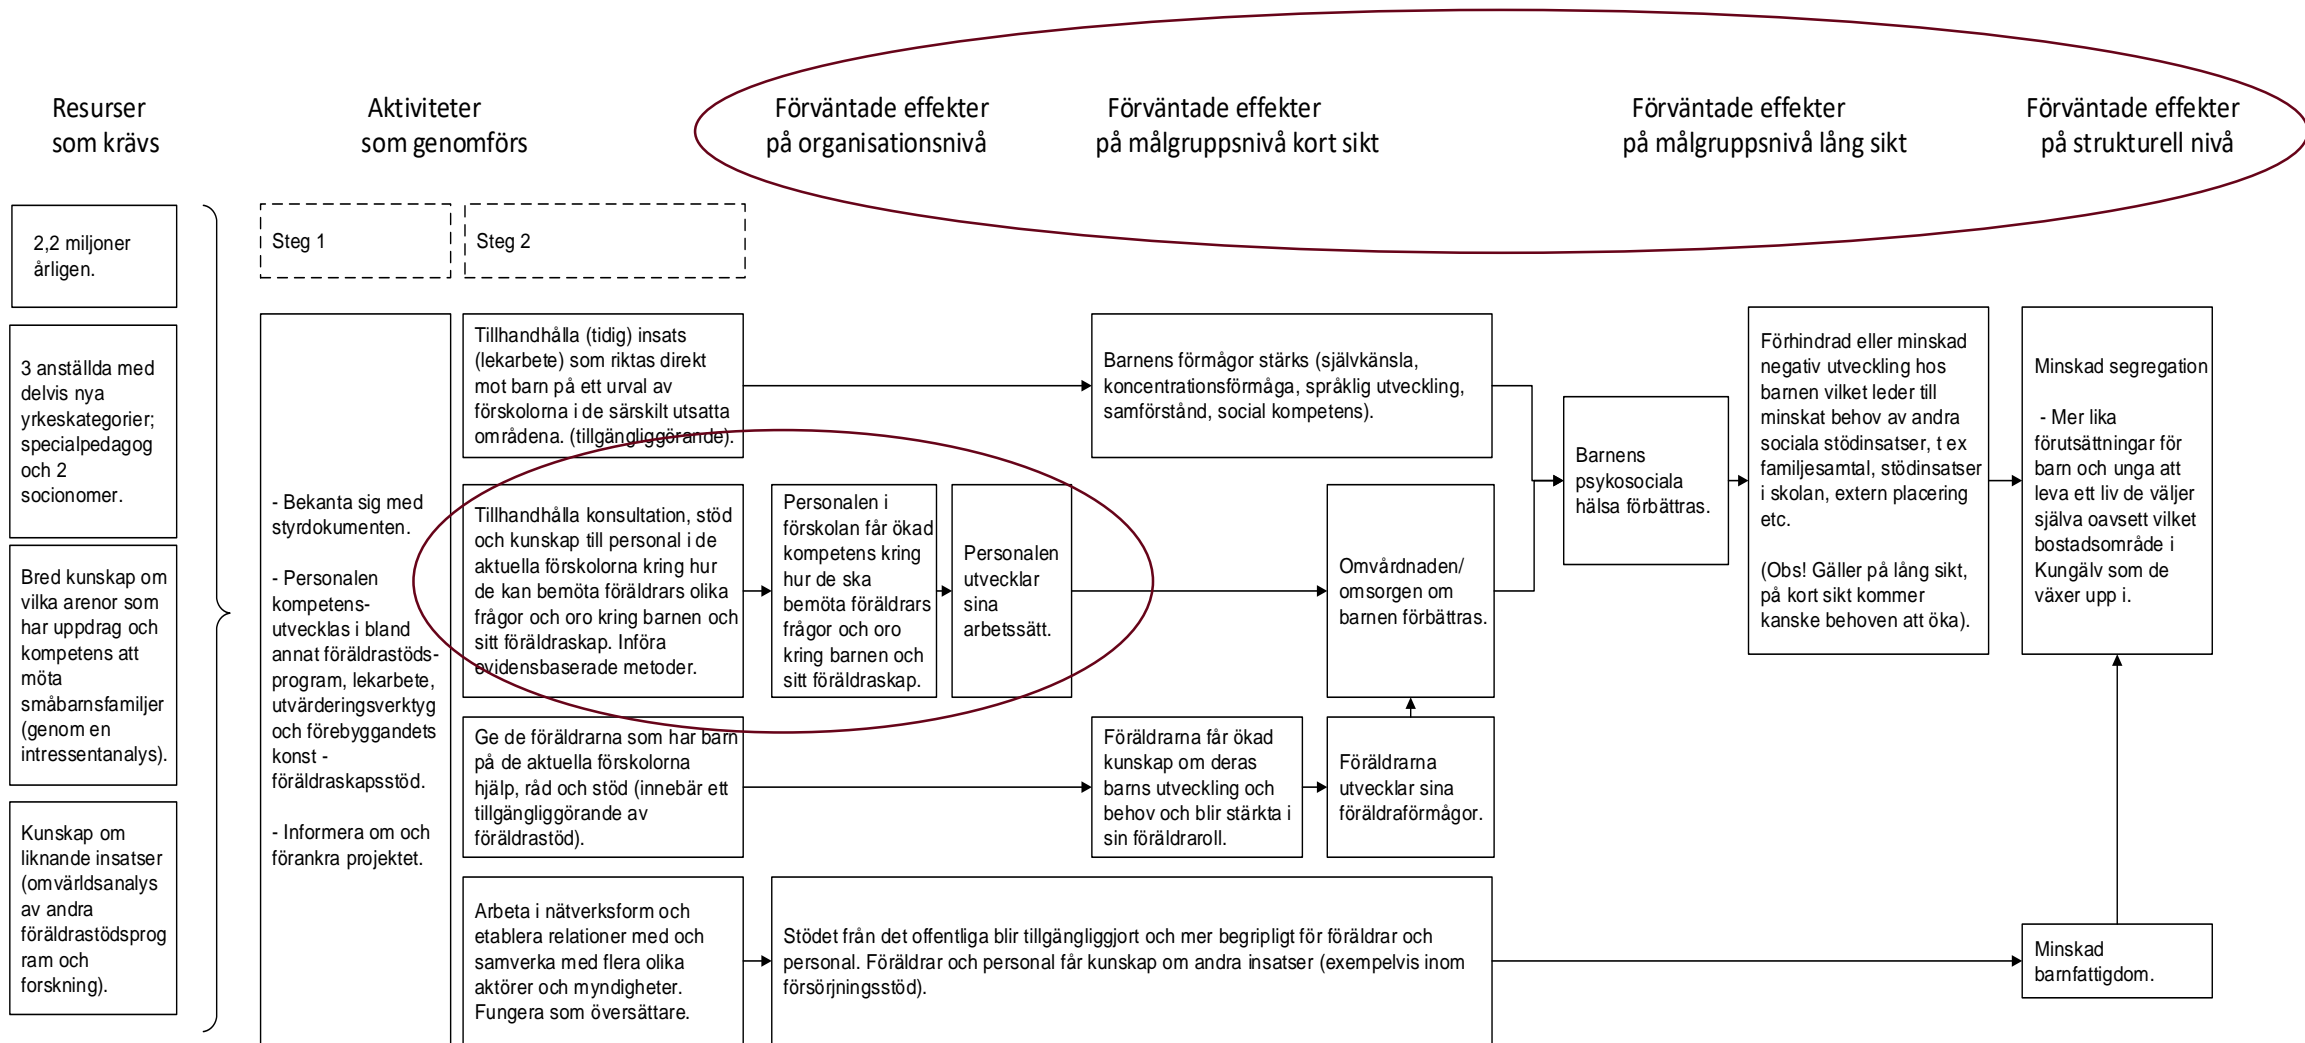 Resurser
som krävs
Aktiviteter
som genomförs
Förväntade effekter
på organisationsnivå
Förväntade effekter
på målgruppsnivå kort sikt
Förväntade effekter
på målgruppsnivå lång sikt
Förväntade effekter
på strukturell nivå
2,2 miljoner
årligen.
3 anställda med
delvis nya
yrkeskategorier;
specialpedagog
och 2
socionomer.
Bred kunskap om
vilka arenor som
har uppdrag och
kompetens att
möta
småbarnsfamiljer
(genom en
intressentanalys).
Kunskap om
liknande insatser
(omvärldsanalys
av andra
föräldrastödsprog
ram och
forskning).
Steg 1
- Bekanta sig med
styrdokumenten.
- Personalen
kompetens-
utvecklas i bland
annat föräldrastöds-
program, lekarbete,
utvärderingsverktyg
och förebyggandets
konst -
föräldraskapsstöd.
- Informera om och
förankra projektet.
Steg 2
Tillhandhålla (tidig) insats
(lekarbete) som riktas direkt
mot barn på ett urval av
förskolorna i de särskilt utsatta
områdena. (tillgängliggörande).
Barnens förmågor stärks (självkänsla,
koncentrationsförmåga, språklig utveckling,
samförstånd, social kompetens).
Tillhandhålla konsultation, stöd
och kunskap till personal i de
aktuella förskolorna kring hur
de kan bemöta föräldrars olika
frågor och oro kring barnen och
sitt föräldraskap. Införa
evidensbaserade metoder.
Personalen i
förskolan får ökad
kompetens kring
hur de ska
bemöta föräldrars
frågor och oro
kring barnen och
sitt föräldraskap.
Personalen
utvecklar
sina
arbetssätt.
Omvårdnaden/
omsorgen om
barnen förbättras.
Ge de föräldrarna som har barn
på de aktuella förskolorna
hjälp, råd och stöd (innebär ett
tillgängliggörande av
föräldrastöd).
Föräldrarna får ökad
kunskap om deras
barns utveckling och
behov och blir stärkta i
sin föräldraroll.
Föräldrarna
utvecklar sina
föräldraförmågor.
Arbeta i nätverksform och
etablera relationer med och
samverka med flera olika
aktörer och myndigheter.
Fungera som översättare.
Stödet från det offentliga blir tillgängliggjort och mer begripligt för föräldrar och
personal. Föräldrar och personal får kunskap om andra insatser (exempelvis inom
försörjningsstöd).
Barnens
psykosociala
hälsa förbättras.
Förhindrad eller minskad
negativ utveckling hos
barnen vilket leder till
minskat behov av andra
sociala stödinsatser, t ex
familjesamtal, stödinsatser
i skolan, extern placering
etc.
(Obs! Gäller på lång sikt,
på kort sikt kommer
kanske behoven att öka).
Minskad segregation
- Mer lika
förutsättningar för
barn och unga att
leva ett liv de väljer
själva oavsett vilket
bostadsområde i
Kungälv som de
växer upp i.
Minskad
barnfattigdom.